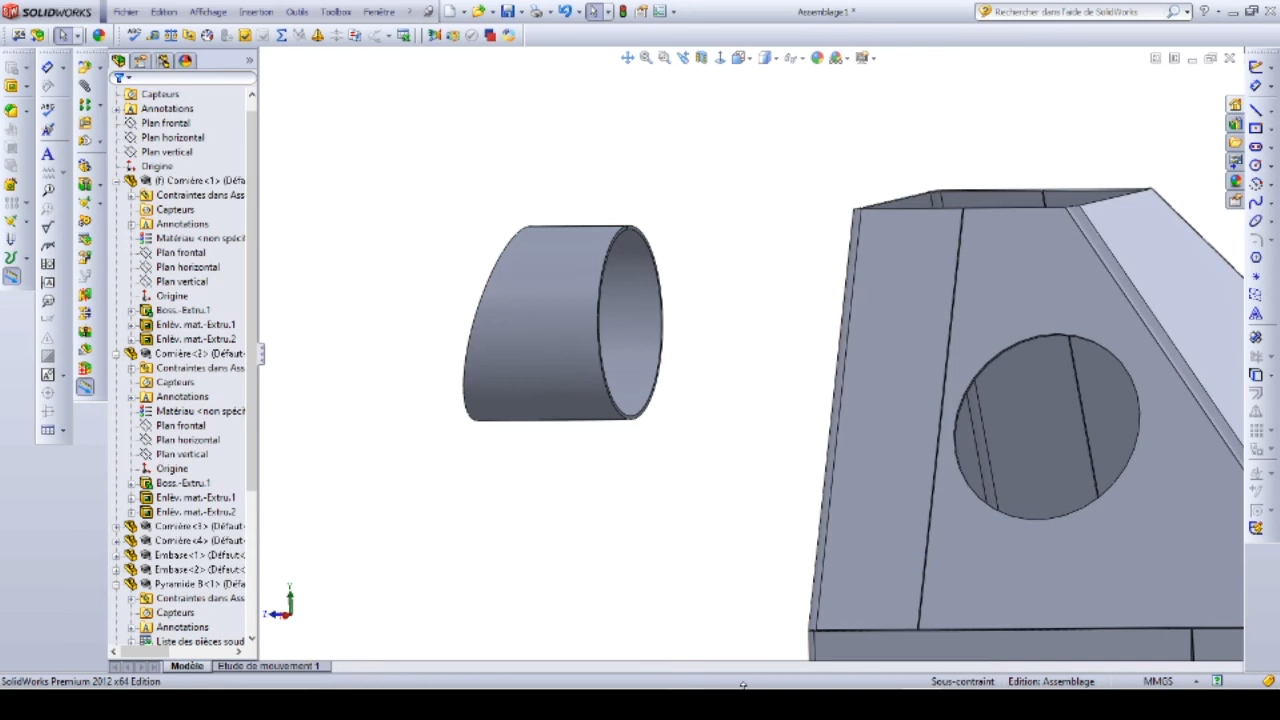 SOLIDWORKS Fichier Edition Affichage Insertion Outils Toolbox Fenêtre ? Assemblage1 * Rechercher dans l'aide de SolidWorks
Capteurs
Annotations
Plan frontal
Plan horizontal
Plan vertical
Origine
(f) Cornière<1> (Défa
Contraintes dans Ass
Capteurs
Annotations
Matériau <non spéci
Plan frontal
Plan horizontal
Plan vertical
Origine
Boss.-Extru.1
Enlèv. mat.-Extru.1
Enlèv. mat.-Extru.2
Cornière<2> (Défaut
Contraintes dans Ass
Capteurs
Annotations
Matériau <non spéci
Plan frontal
Plan horizontal
Plan vertical
Origine
Boss.-Extru.1
Enlèv. mat.-Extru.1
Enlèv. mat.-Extru.2
Cornière<3> (Défaut
Cornière<4> (Défaut
Embase<1> (Défaut<
Embase<2> (Défaut<
Pyramide B<1> (Défa
Contraintes dans Ass
Capteurs
Annotations
Liste des pièces soud
Modèle Etude de mouvement 1
SolidWorks Premium 2012 x64 Edition Sous-contraint Edition: Assemblage MMGS